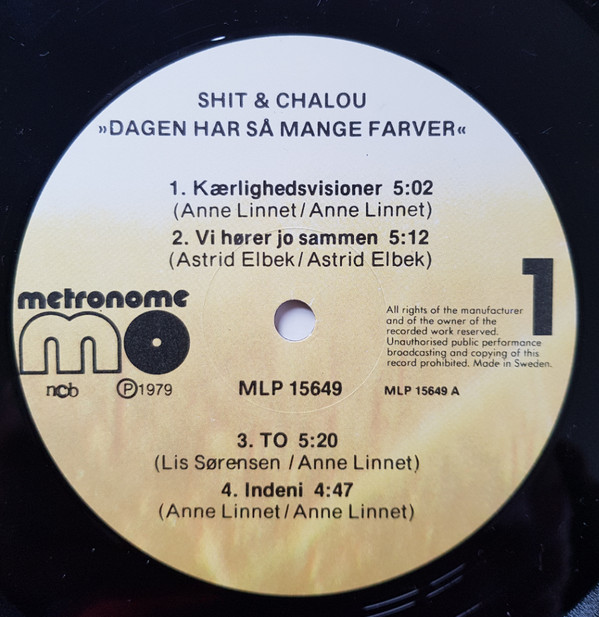 SHIT & CHALOU
»DAGEN HAR SÅ MANGE FARVER«
1. Kærlighedsvisioner 5:02
(Anne Linnet/Anne Linnet)
2. Vi hører jo sammen 5:12
(Astrid Elbek/Astrid Elbek)
metronome
mo
ncb
Ⓟ1979
1
All rights of the manufacturer
and of the owner of the
recorded work reserved.
Unauthorised public performance
broadcasting and copying of this
record prohibited. Made in Sweden.
MLP 15649
MLP 15649 A
3. TO 5:20
(Lis Sørensen /Anne Linnet)
4. Indeni 4:47
(Anne Linnet/Anne Linnet)